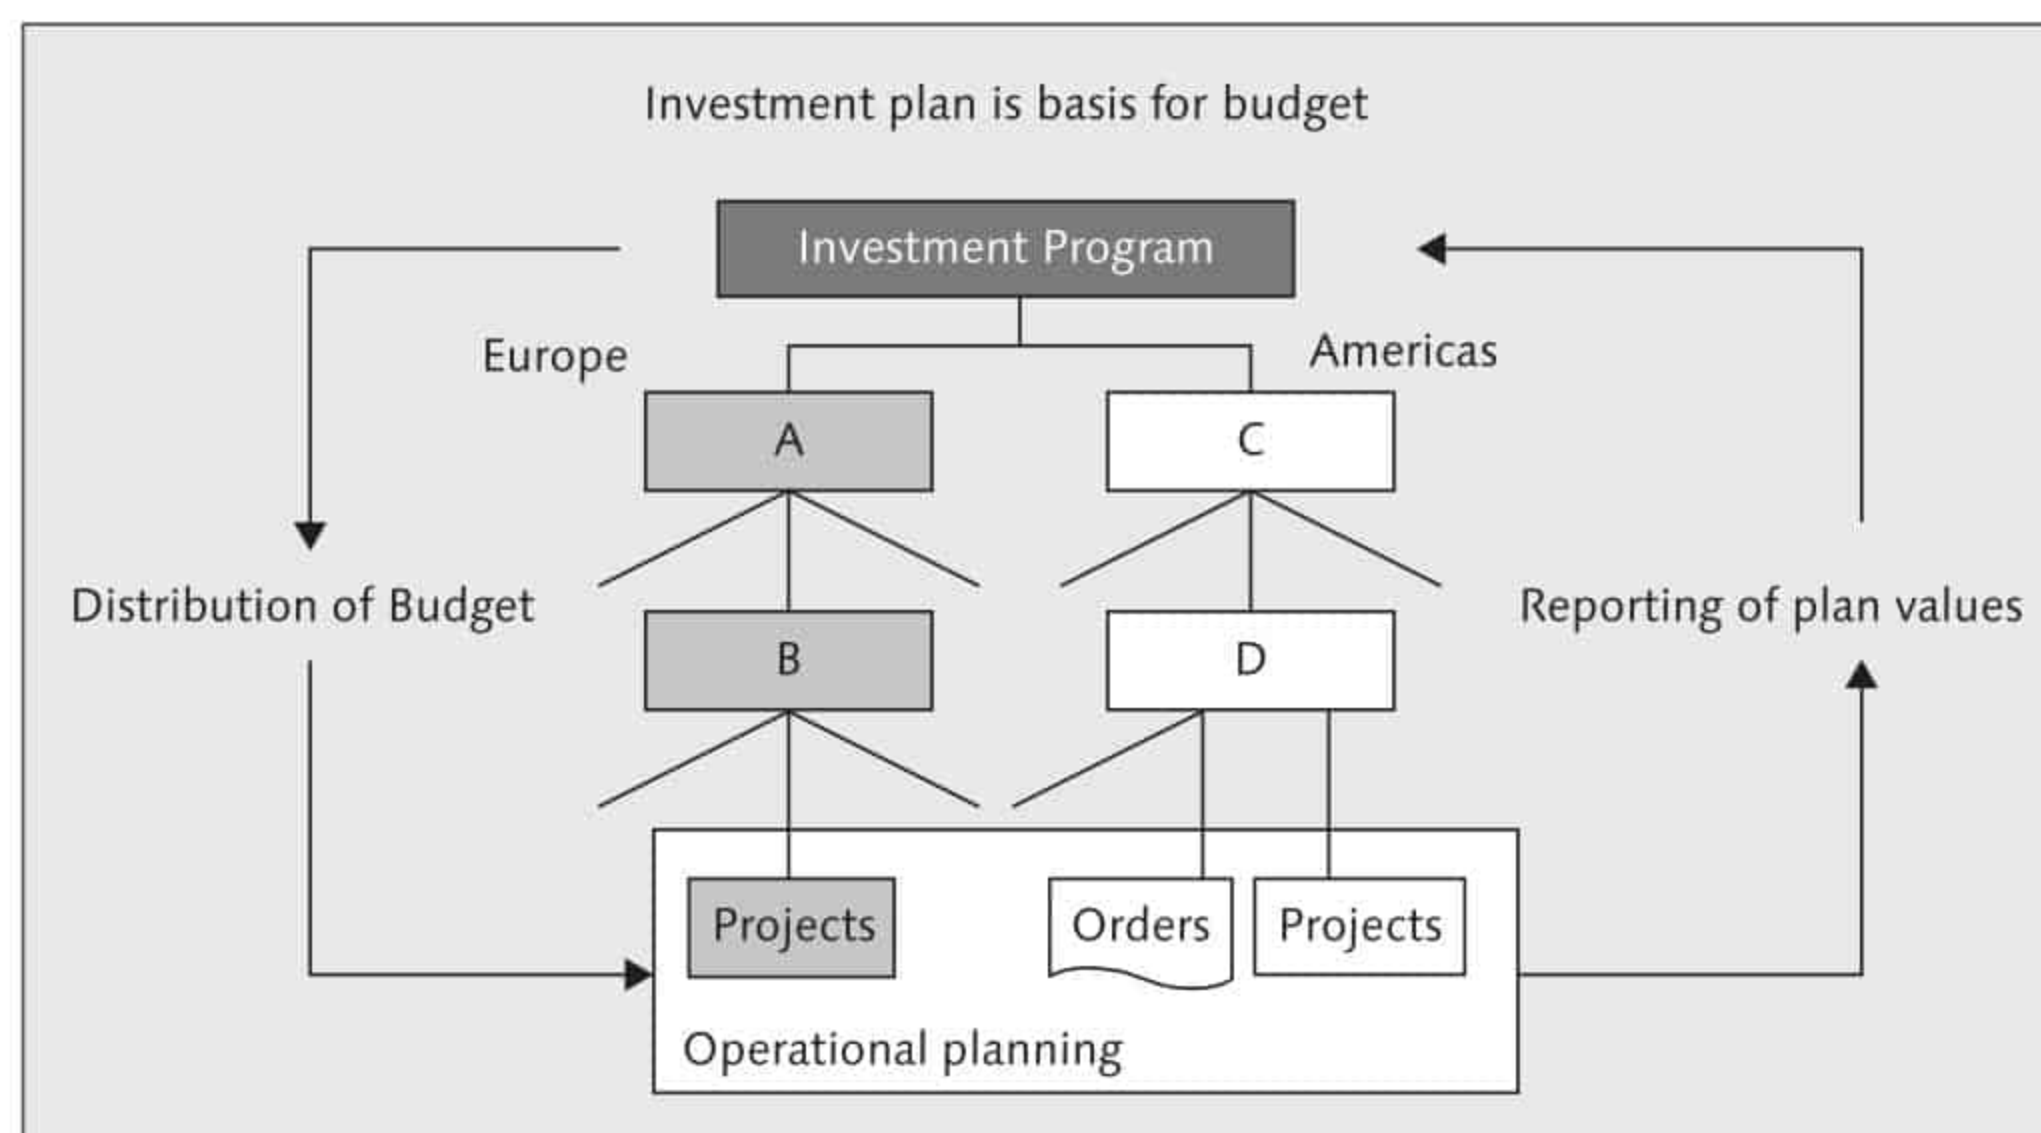 Investment plan is basis for budget
Investment Program
Europe
Americas
A
C
Distribution of Budget
Reporting of plan values
B
D
Projects
Orders
Projects
Operational planning